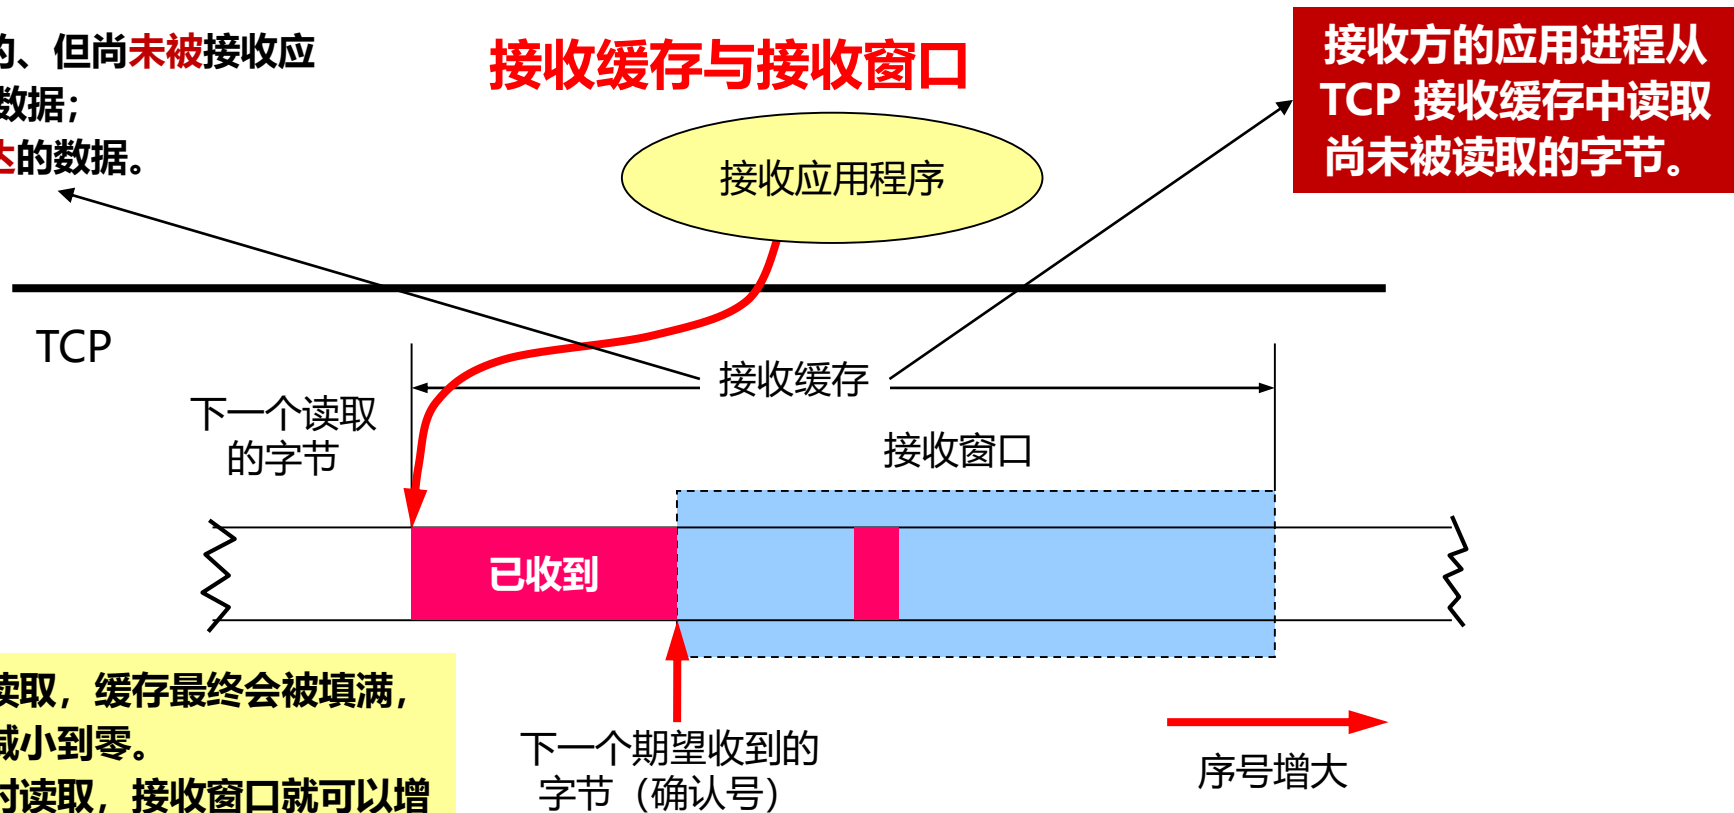 的、但尚未被接收应
数据；
达的数据。
接收缓存与接收窗口
接收方的应用进程从
TCP 接收缓存中读取
尚未被读取的字节。
接收应用程序
TCP
接收缓存
下一个读取
的字节
接收窗口
已收到
读取，缓存最终会被填满，
减小到零。
时读取，接收窗口就可以增
下一个期望收到的
字节（确认号）
序号增大